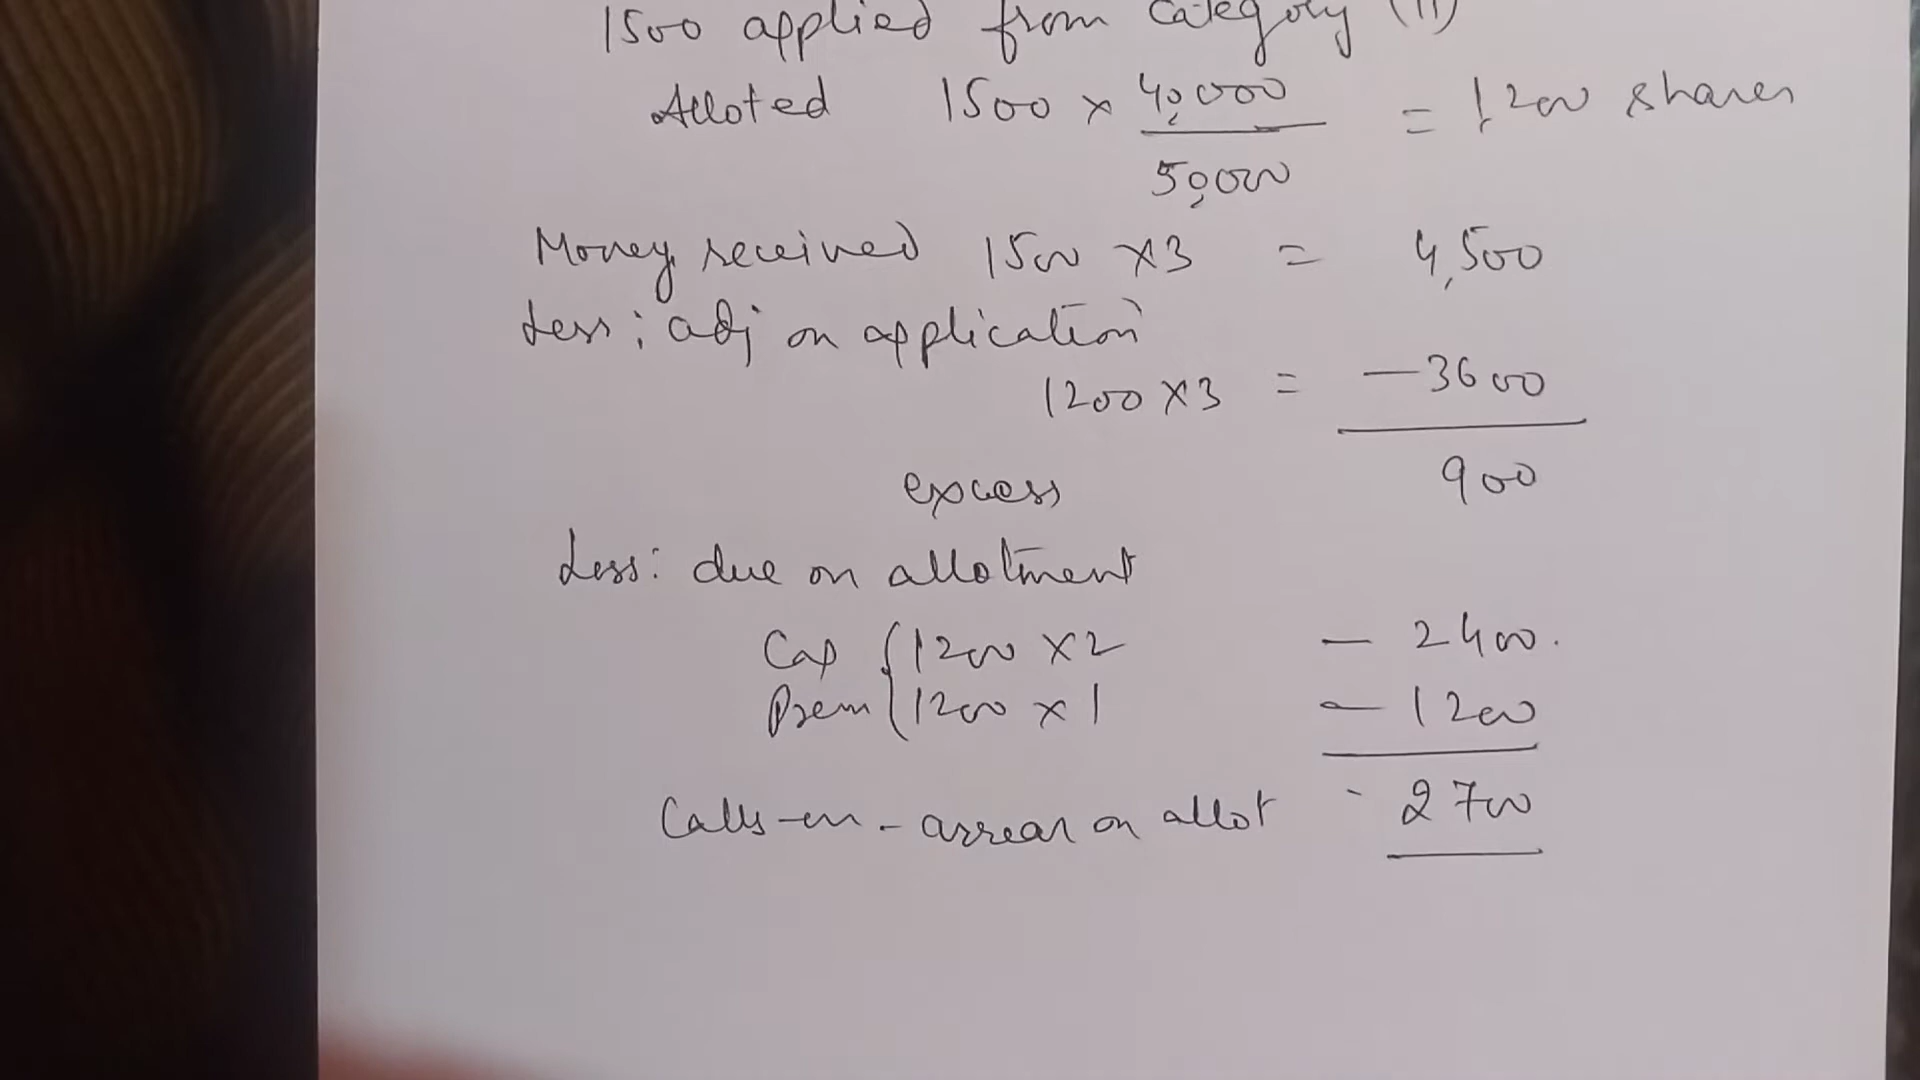 1500 applied from category (II)
Alloted 1500 × 40,000 / 50,000 = 1200 shares
Money received 1500 × 3 = 4,500
Less: adj on application
1200 × 3 = — 3600
excess 900
Less: due on allotment
Cap { 1200 × 2 — 2400.
Prem { 1200 × 1 — 1200
Calls-in-arrear on allot - 2700